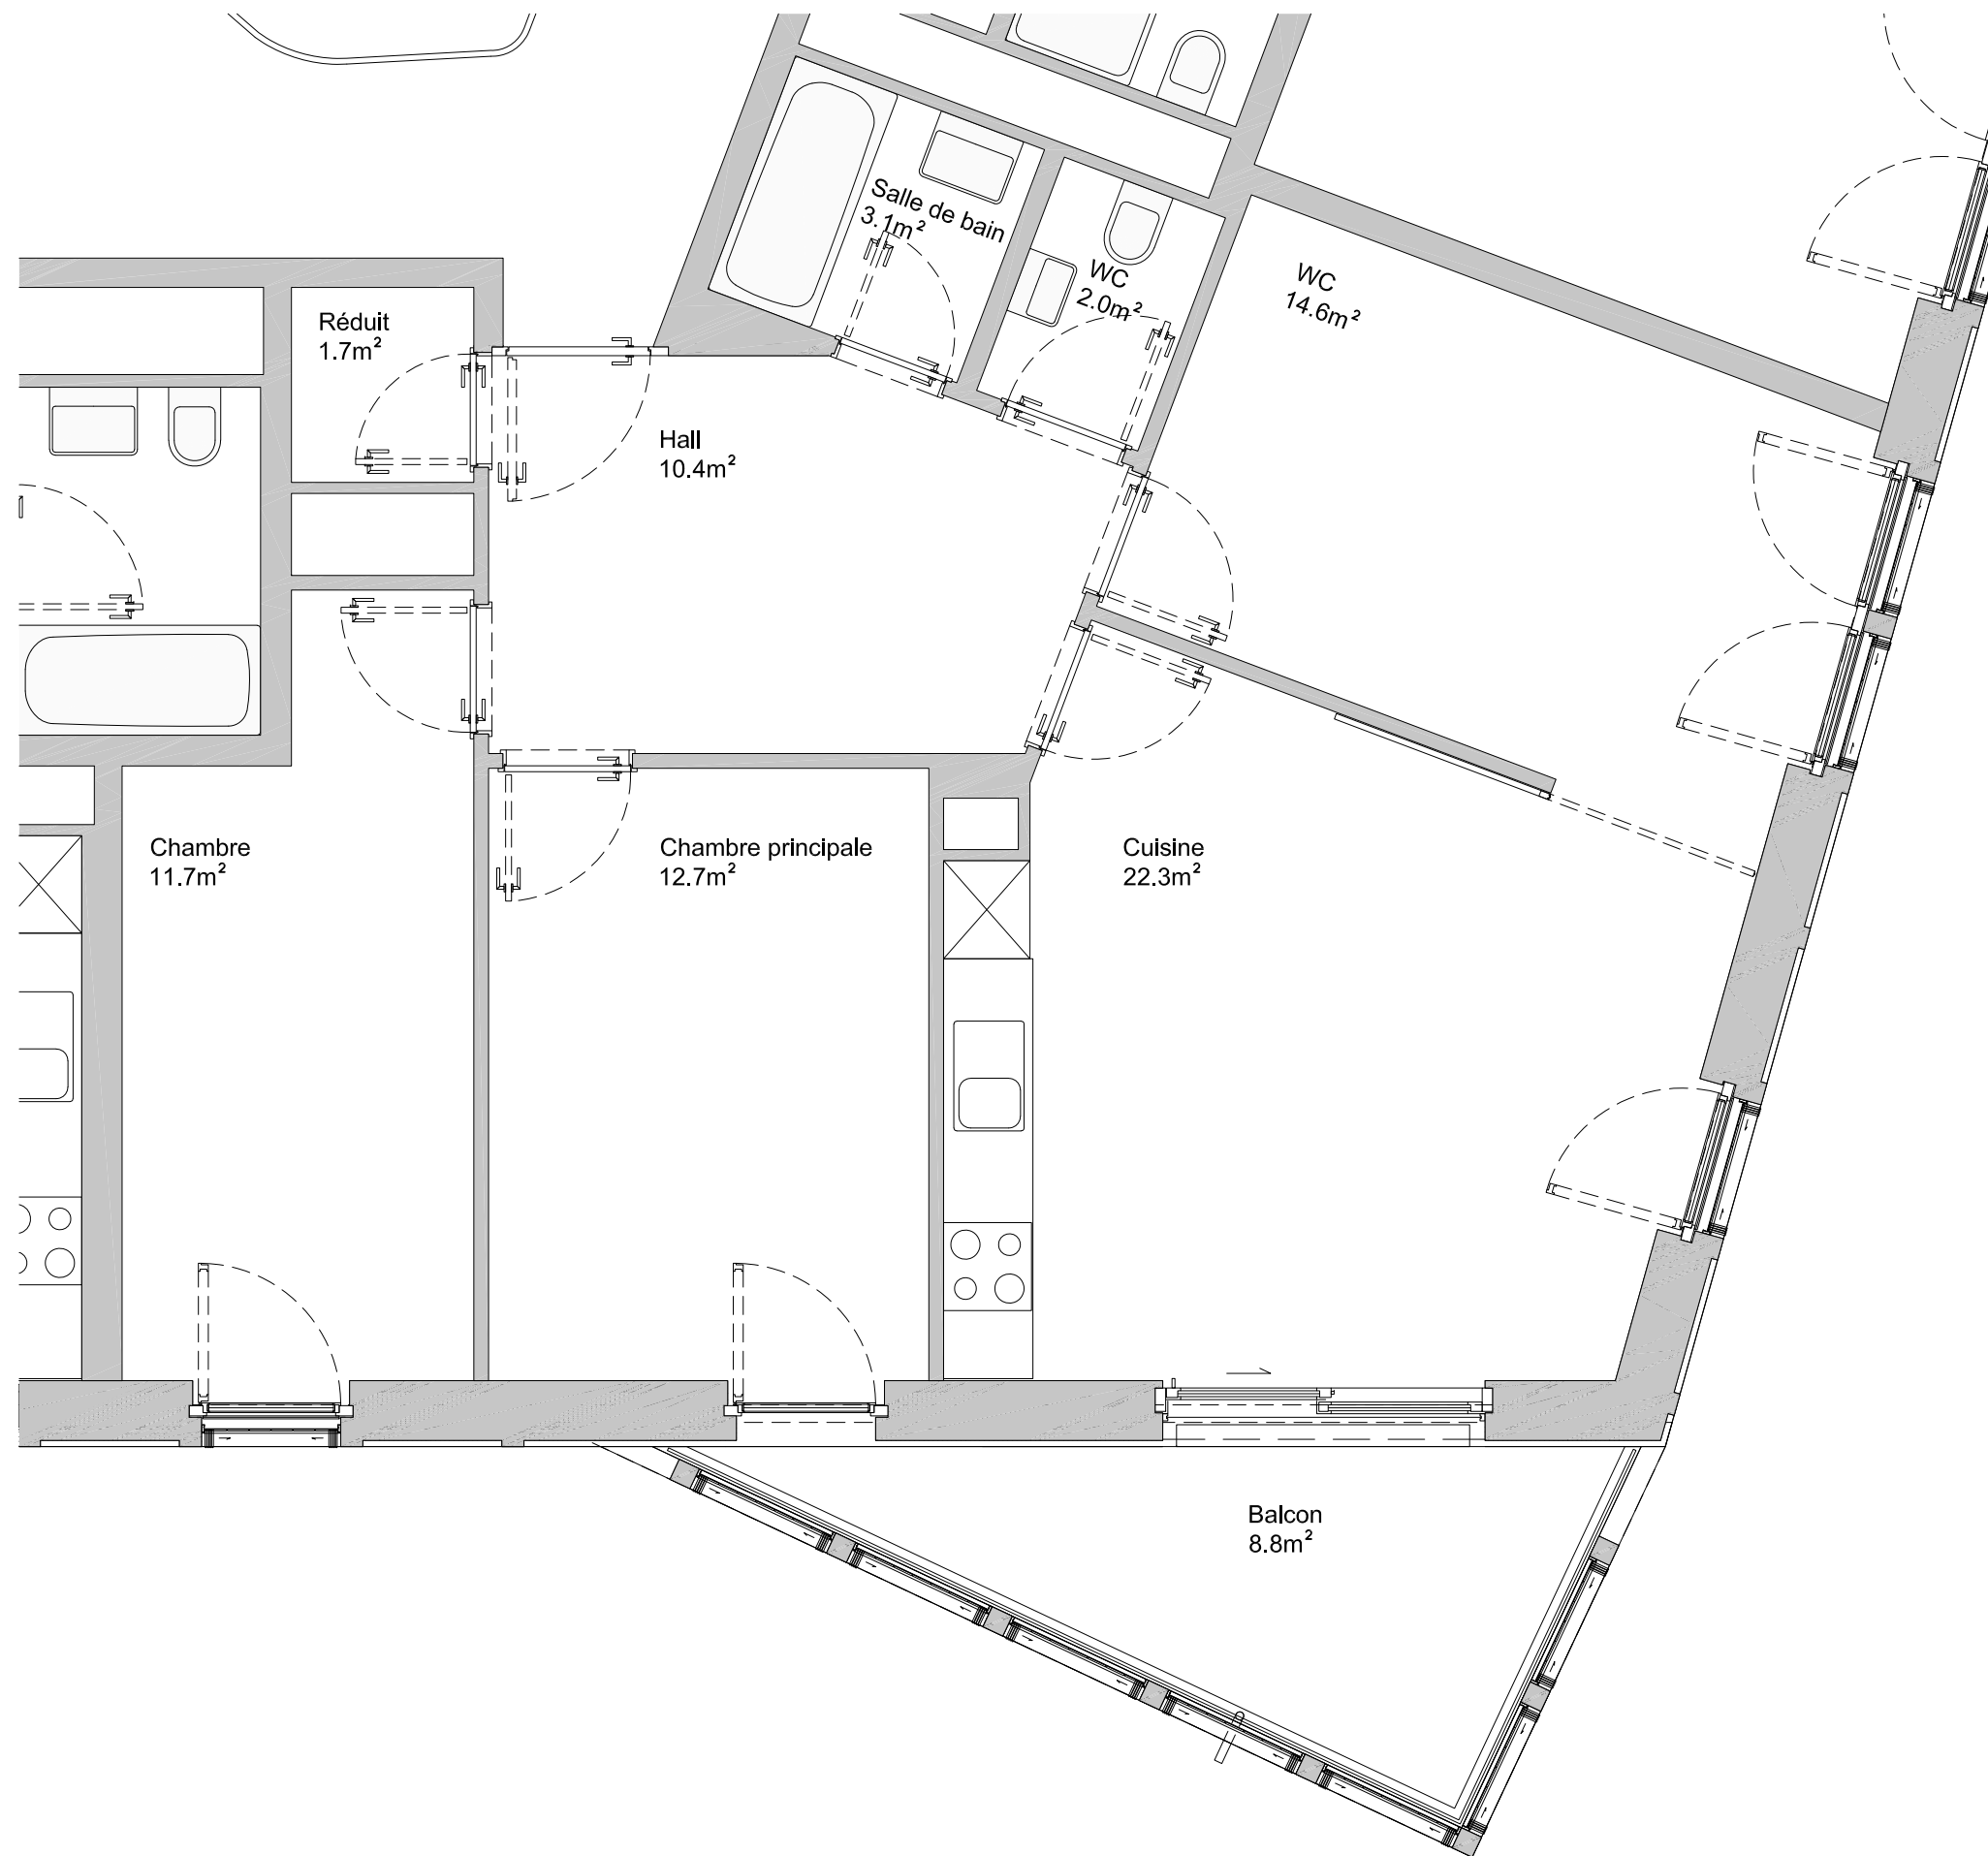 Salle de bain
3.1m²
WC
2.0m²
WC
14.6m²
Réduit
1.7m²
Hall
10.4m²
Chambre
11.7m²
Chambre principale
12.7m²
Cuisine
22.3m²
Balcon
8.8m²